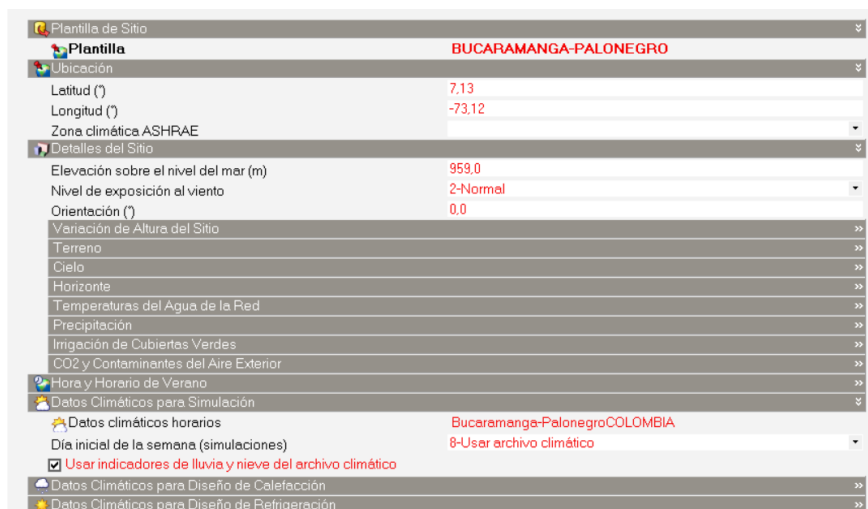 Plantilla de Sitio
Plantilla BUCARAMANGA-PALONEGRO
Ubicación
Latitud (°) 7,13
Longitud (°) -73,12
Zona climática ASHRAE
Detalles del Sitio
Elevación sobre el nivel del mar (m) 959,0
Nivel de exposición al viento 2-Normal
Orientación (°) 0,0
Variación de Altura del Sitio
Terreno
Cielo
Horizonte
Temperaturas del Agua de la Red
Precipitación
Irrigación de Cubiertas Verdes
CO2 y Contaminantes del Aire Exterior
Hora y Horario de Verano
Datos Climáticos para Simulación
Datos climáticos horarios Bucaramanga-PalonegroCOLOMBIA
Día inicial de la semana (simulaciones) 8-Usar archivo climático
Usar indicadores de lluvia y nieve del archivo climático
Datos Climáticos para Diseño de Calefacción
Datos Climáticos para Diseño de Refrigeración